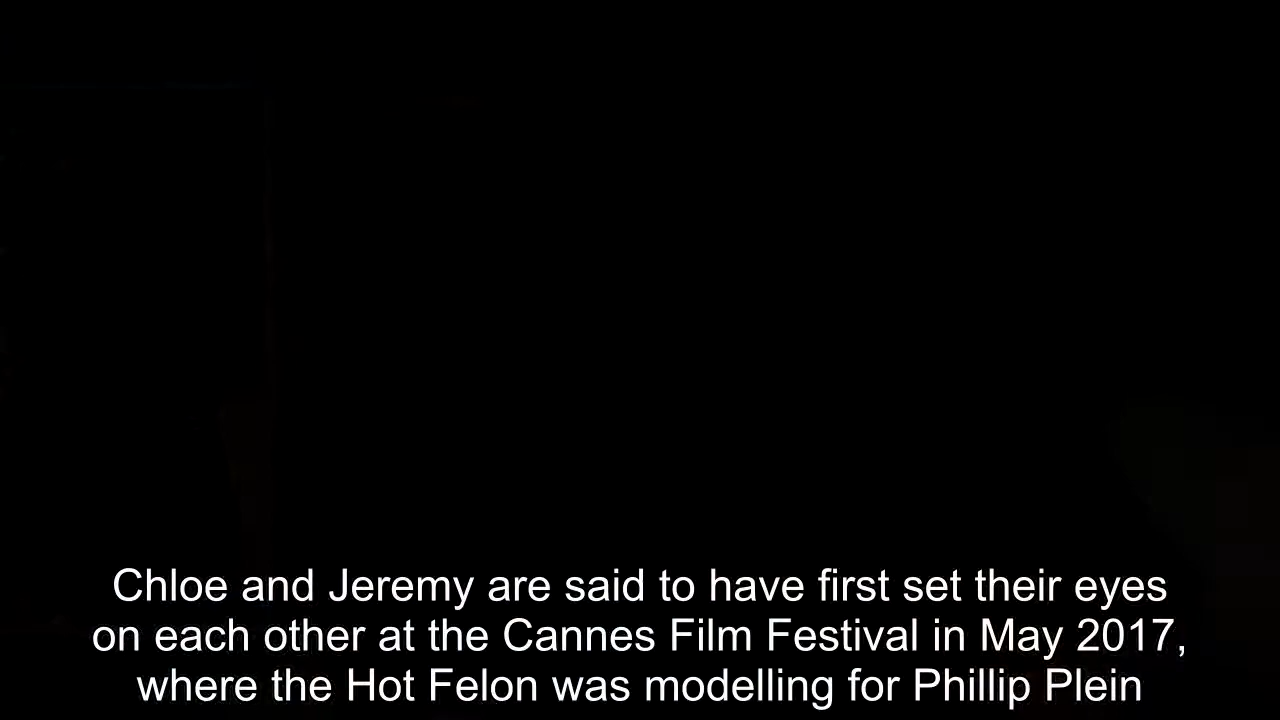 Chloe and Jeremy are said to have first set their eyes
on each other at the Cannes Film Festival in May 2017,
where the Hot Felon was modelling for Phillip Plein